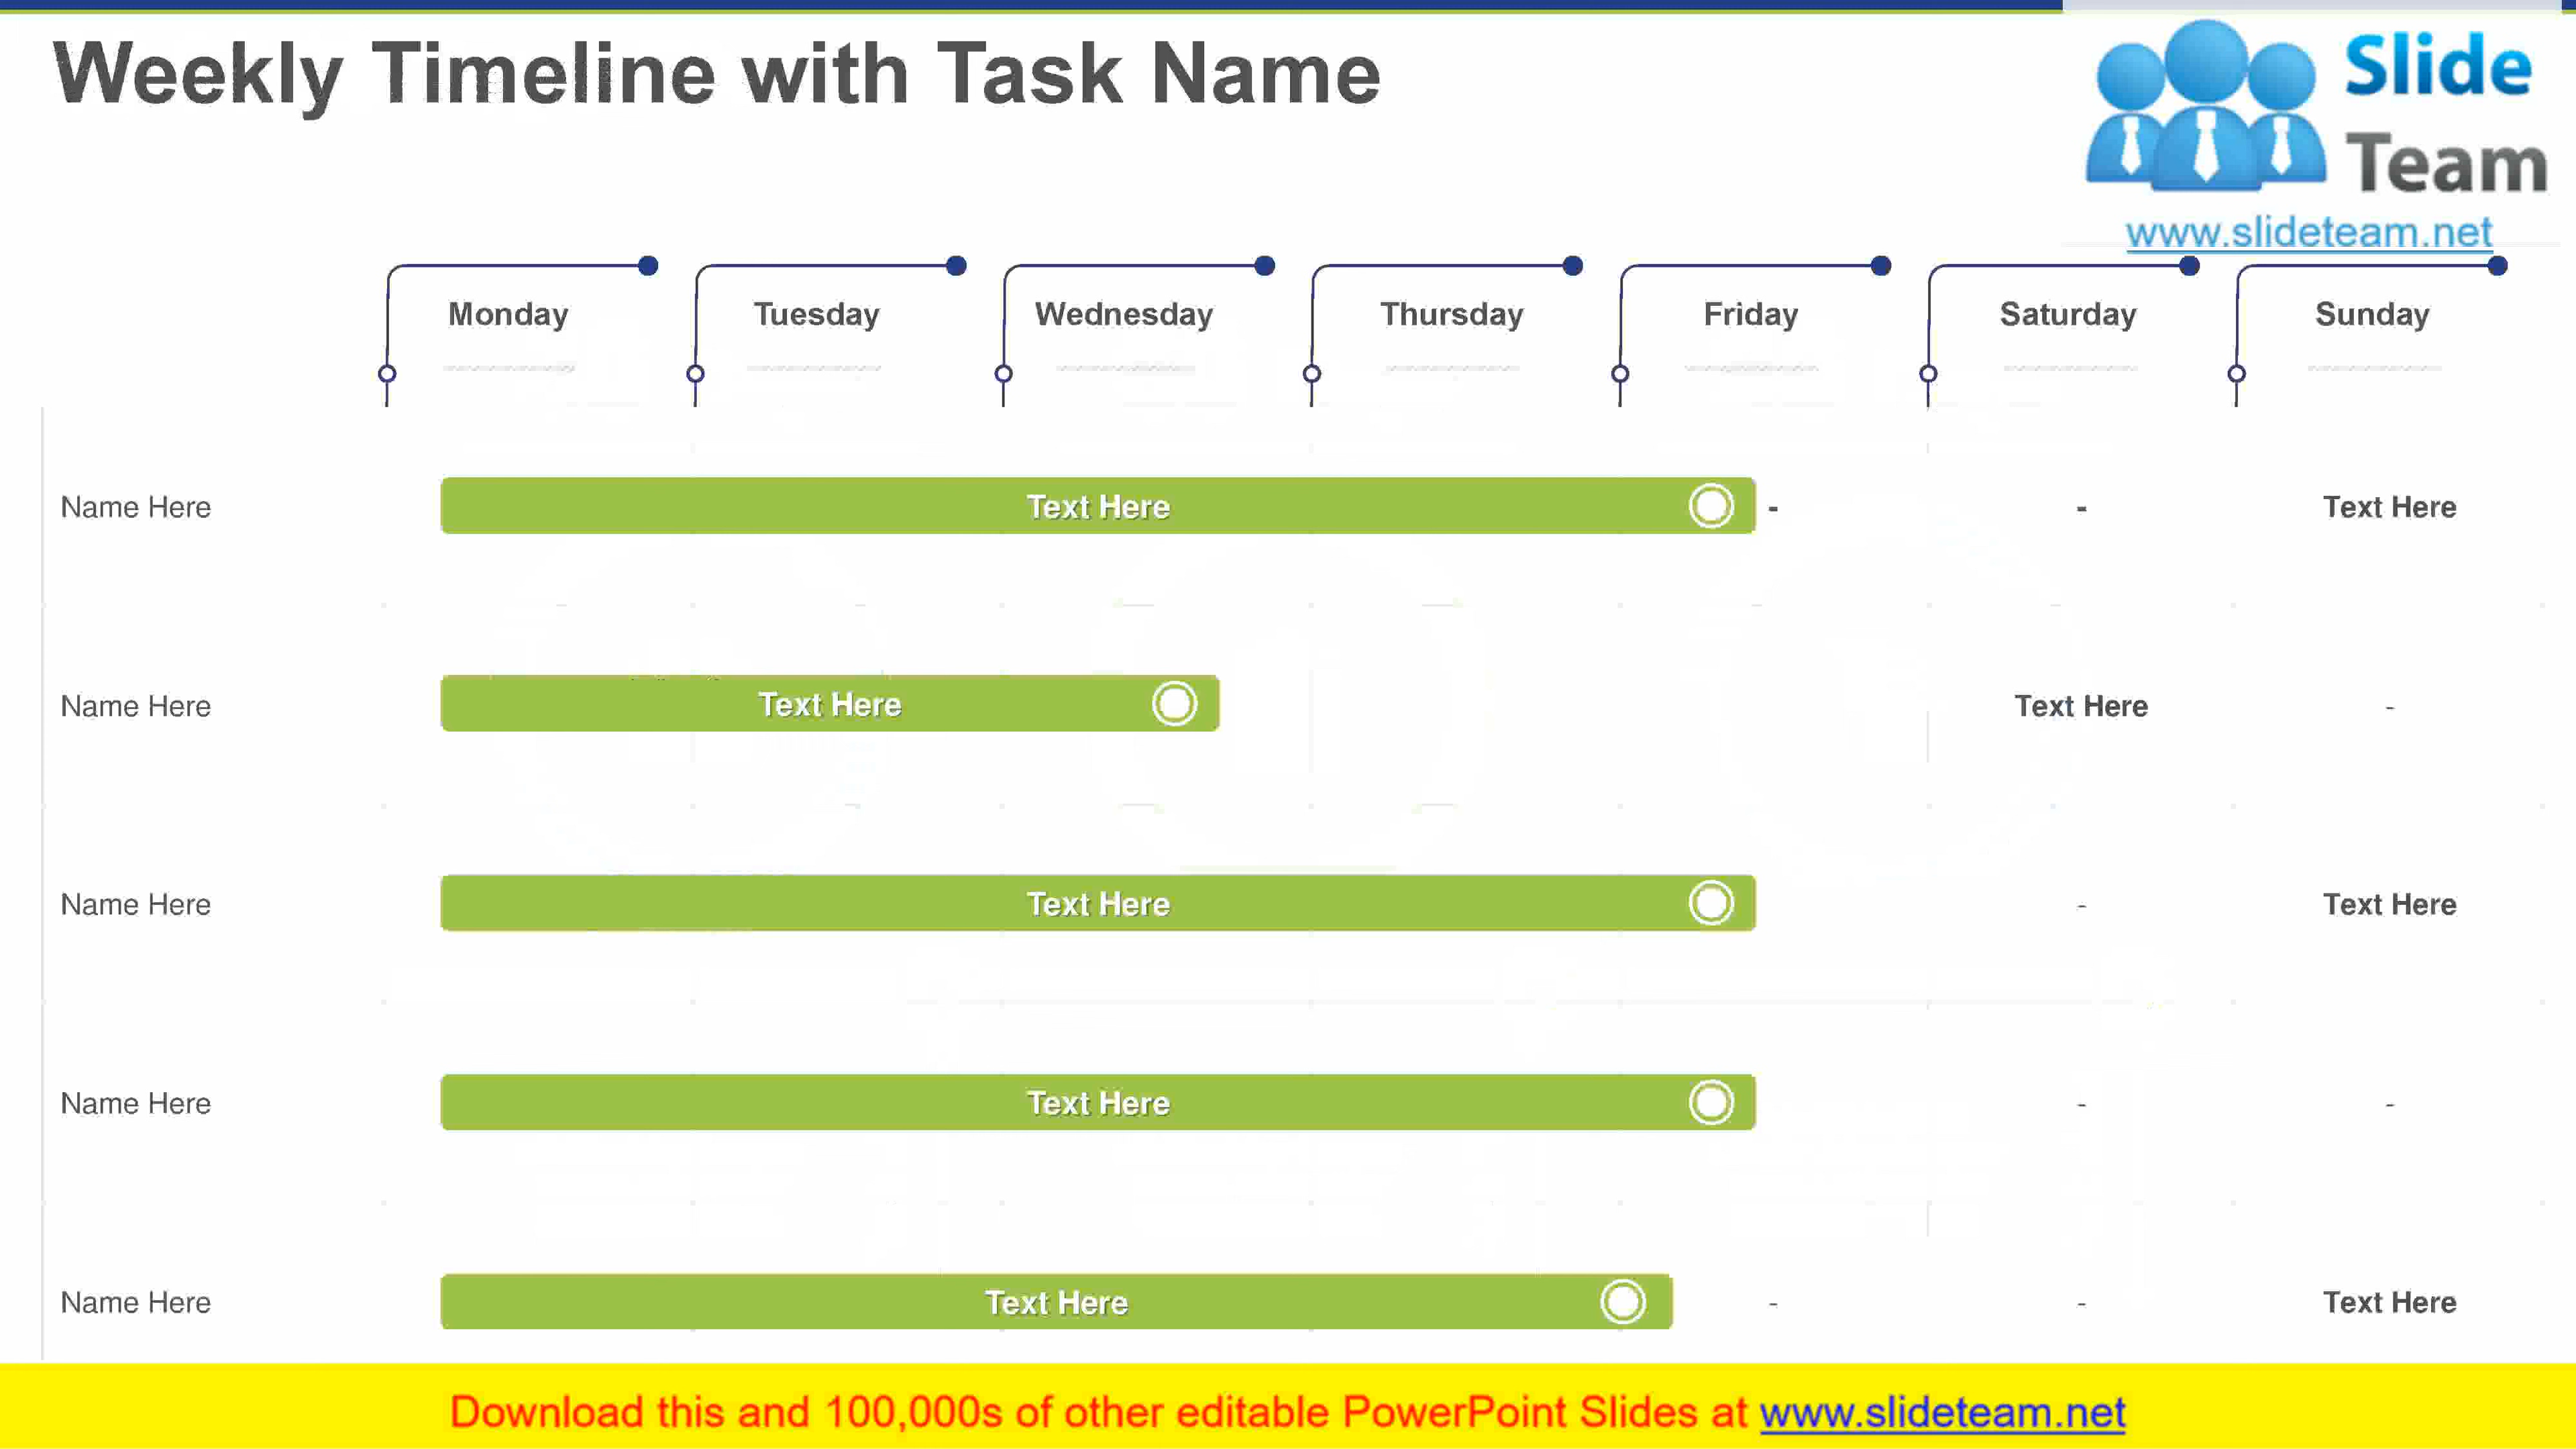 Weekly Timeline with Task Name
Slide
Team
www.slideteam.net
Monday Tuesday Wednesday Thursday Friday Saturday Sunday
Name Here Text Here - - Text Here
Name Here Text Here Text Here -
Name Here Text Here - Text Here
Name Here Text Here - -
Name Here Text Here - - Text Here
Download this and 100,000s of other editable PowerPoint Slides at www.slideteam.net